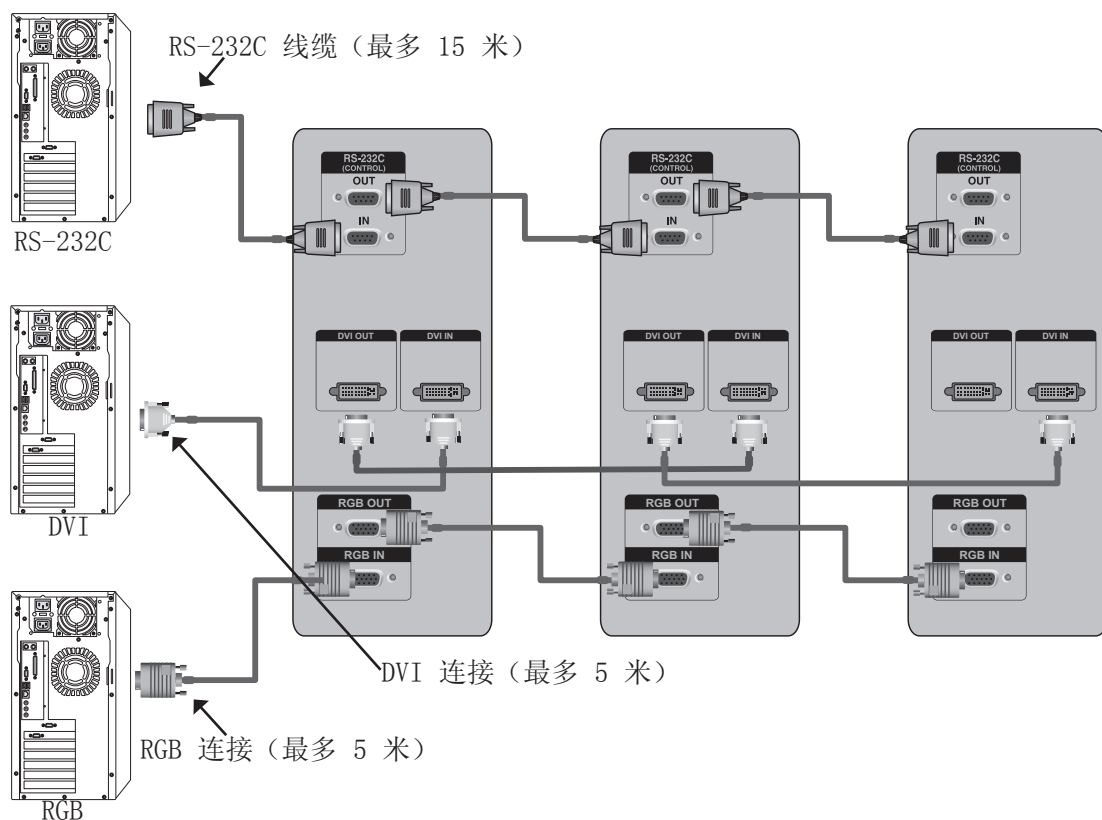 RS-232C 线缆（最多 15 米）
RS-232C
RS-232C
(CONTROL)
OUT
IN
RS-232C
(CONTROL)
OUT
IN
RS-232C
(CONTROL)
OUT
IN
DVI
DVI OUT
DVI IN
DVI OUT
DVI IN
DVI OUT
DVI IN
RGB OUT
RGB IN
RGB OUT
RGB IN
RGB OUT
RGB IN
DVI 连接（最多 5 米）
RGB 连接（最多 5 米）
RGB